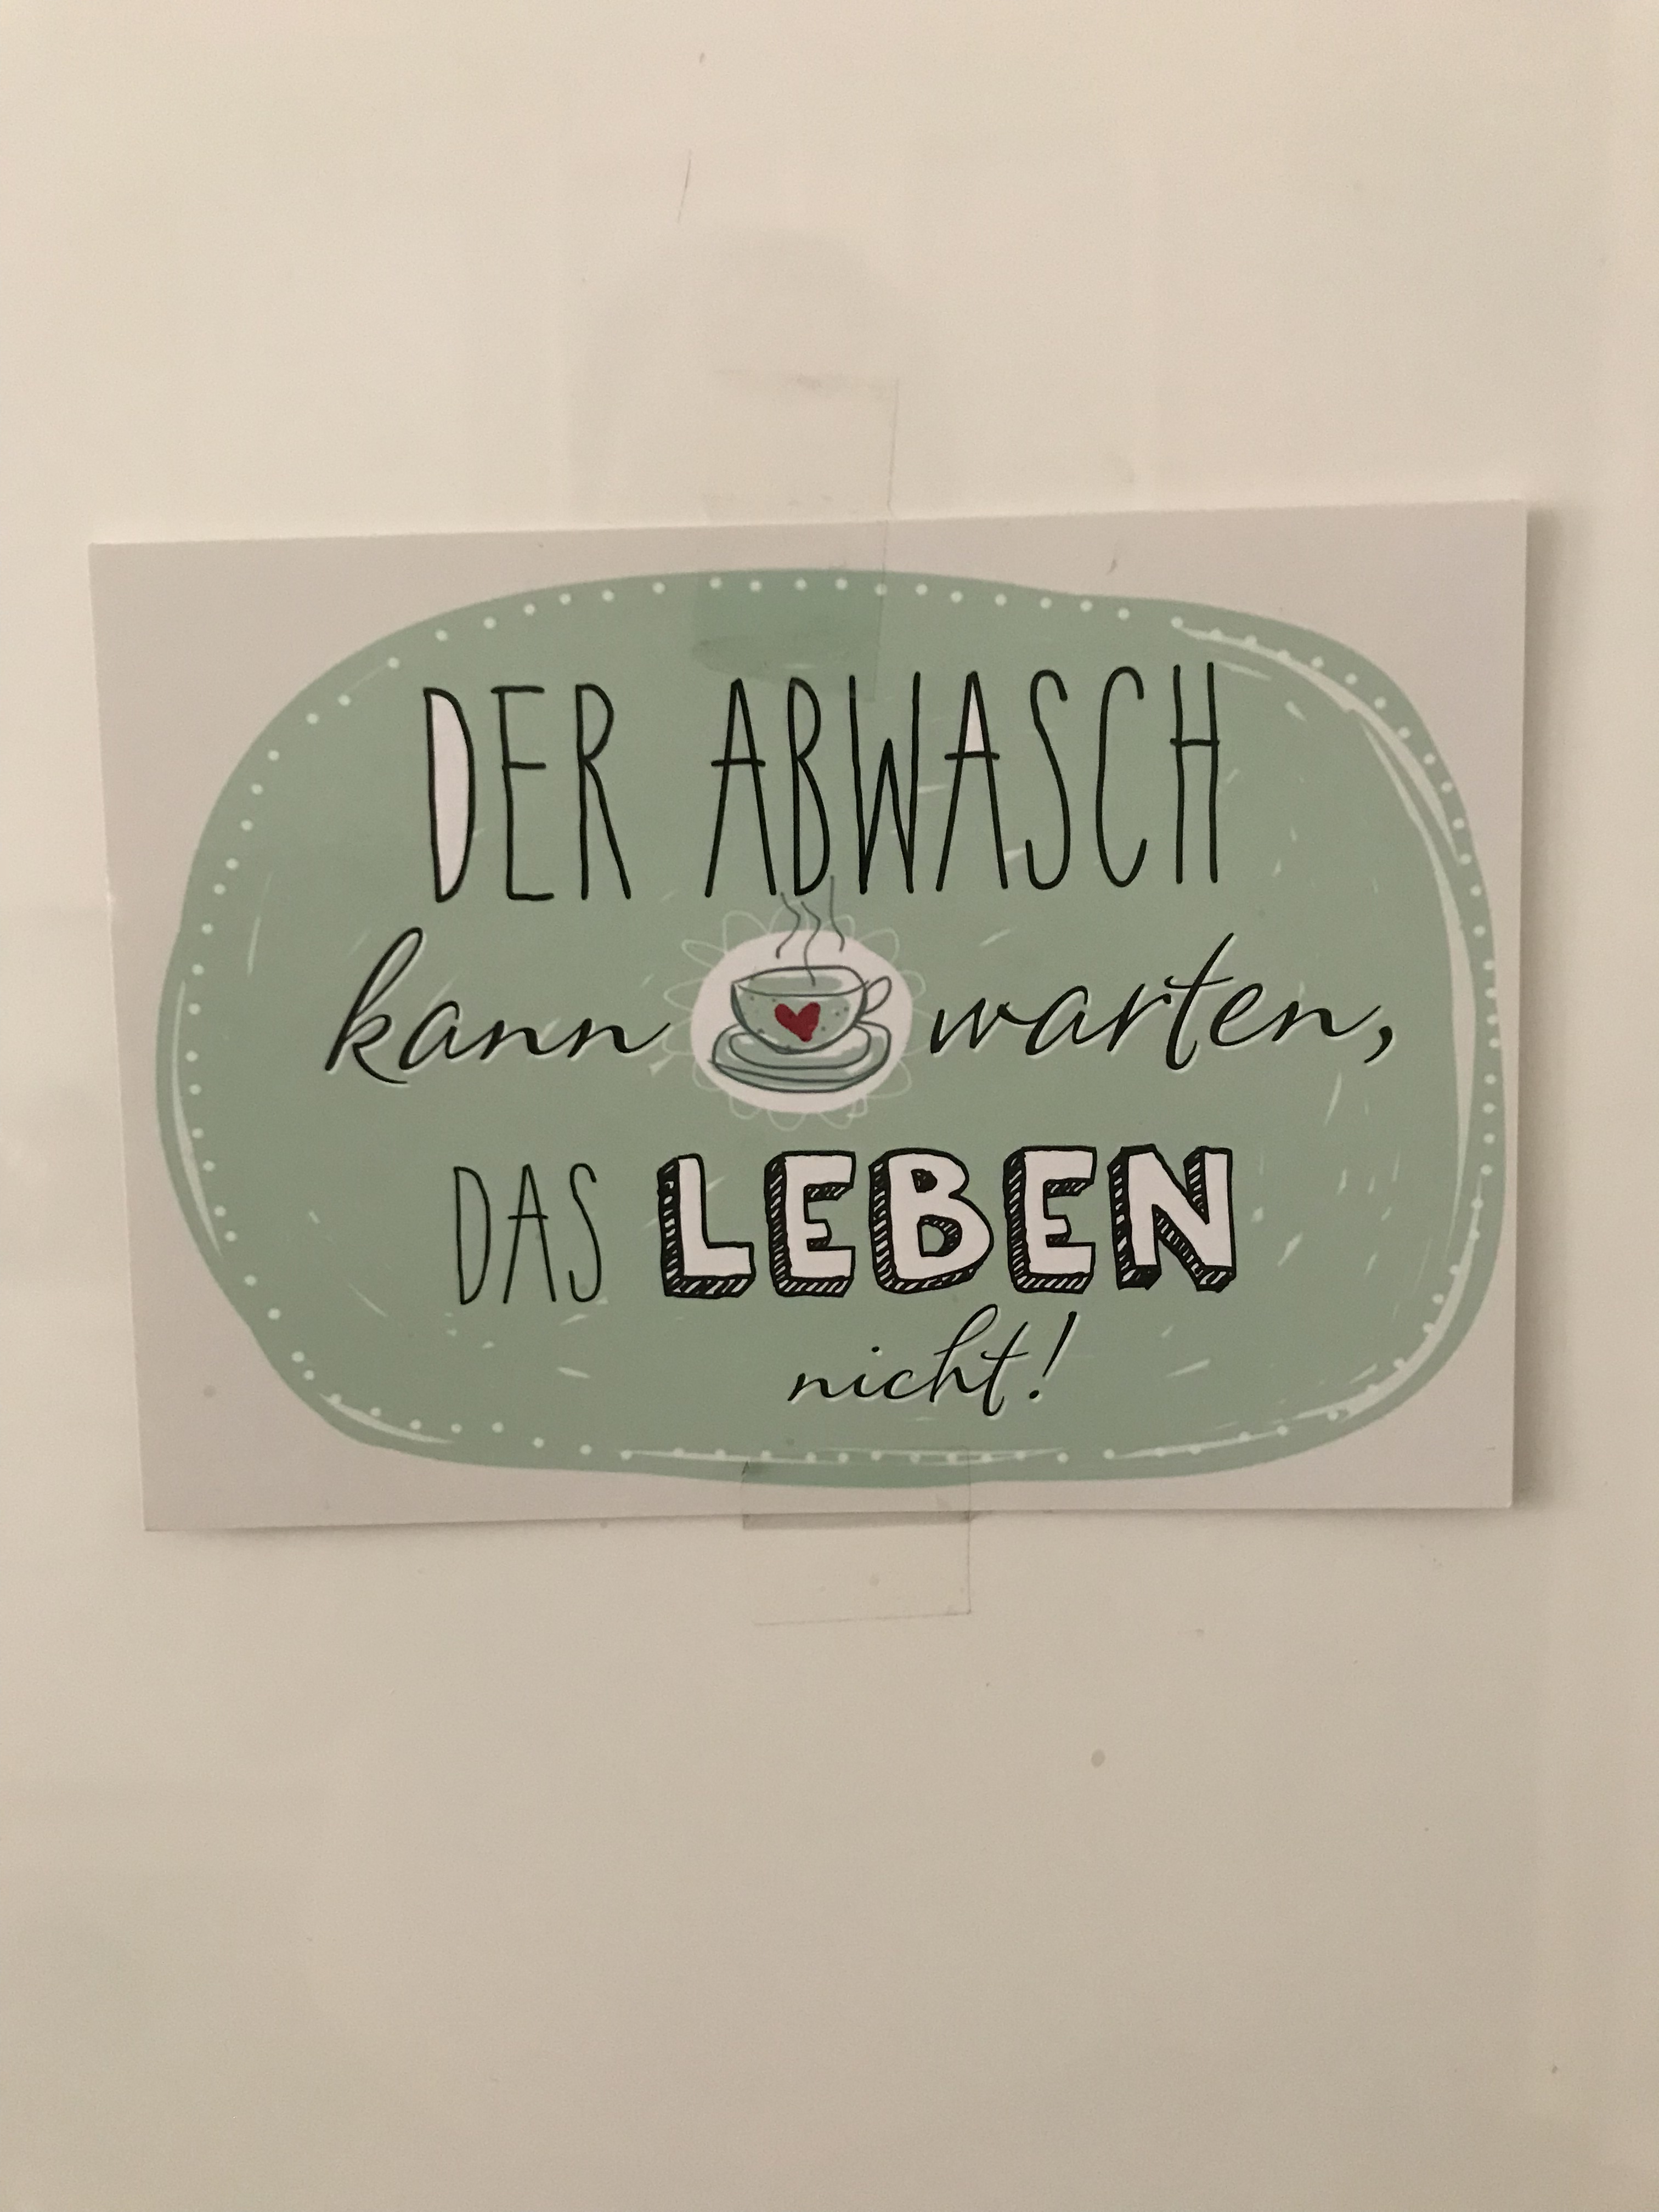 DER ABWASCH
kann warten,
DAS LEBEN
nicht!